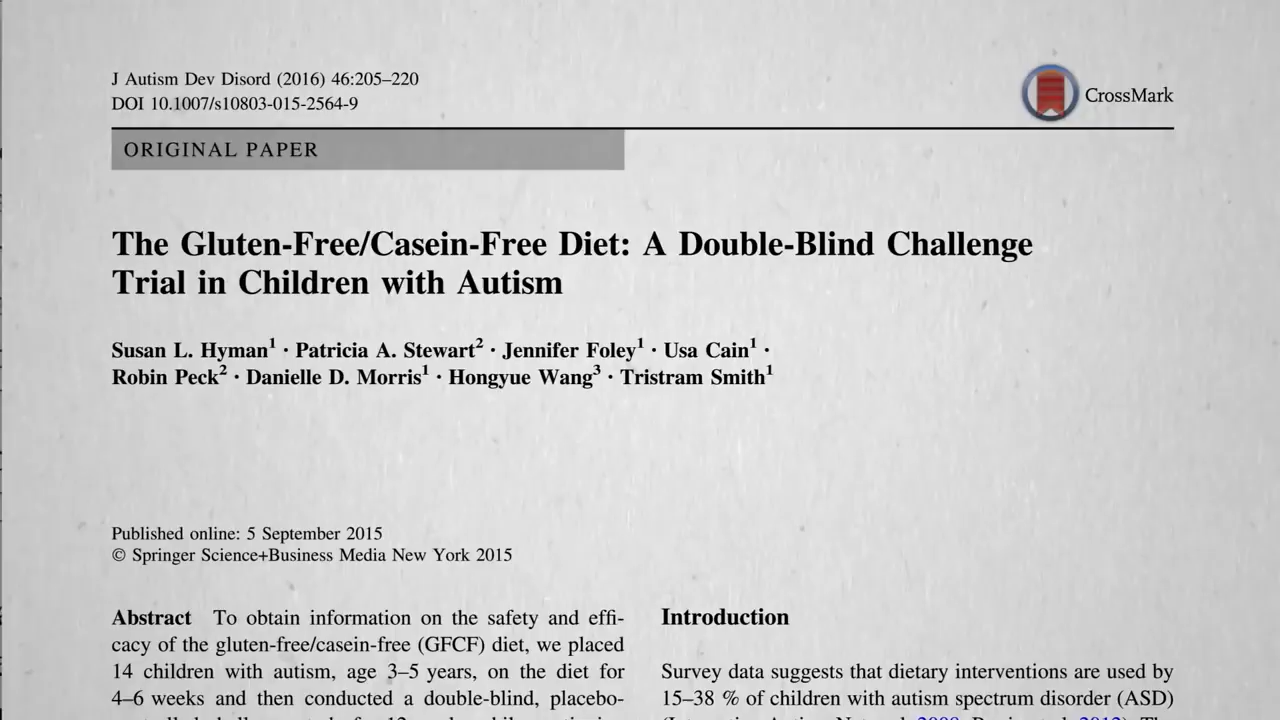 J Autism Dev Disord (2016) 46:205–220
DOI 10.1007/s10803-015-2564-9
CrossMark
ORIGINAL PAPER
The Gluten-Free/Casein-Free Diet: A Double-Blind Challenge
Trial in Children with Autism
Susan L. Hyman1 · Patricia A. Stewart2 · Jennifer Foley1 · Usa Cain1 ·
Robin Peck2 · Danielle D. Morris1 · Hongyue Wang3 · Tristram Smith1
Published online: 5 September 2015
© Springer Science+Business Media New York 2015
Abstract To obtain information on the safety and effi-
cacy of the gluten-free/casein-free (GFCF) diet, we placed
14 children with autism, age 3–5 years, on the diet for
4–6 weeks and then conducted a double-blind, placebo-
Introduction
Survey data suggests that dietary interventions are used by
15–38 % of children with autism spectrum disorder (ASD)